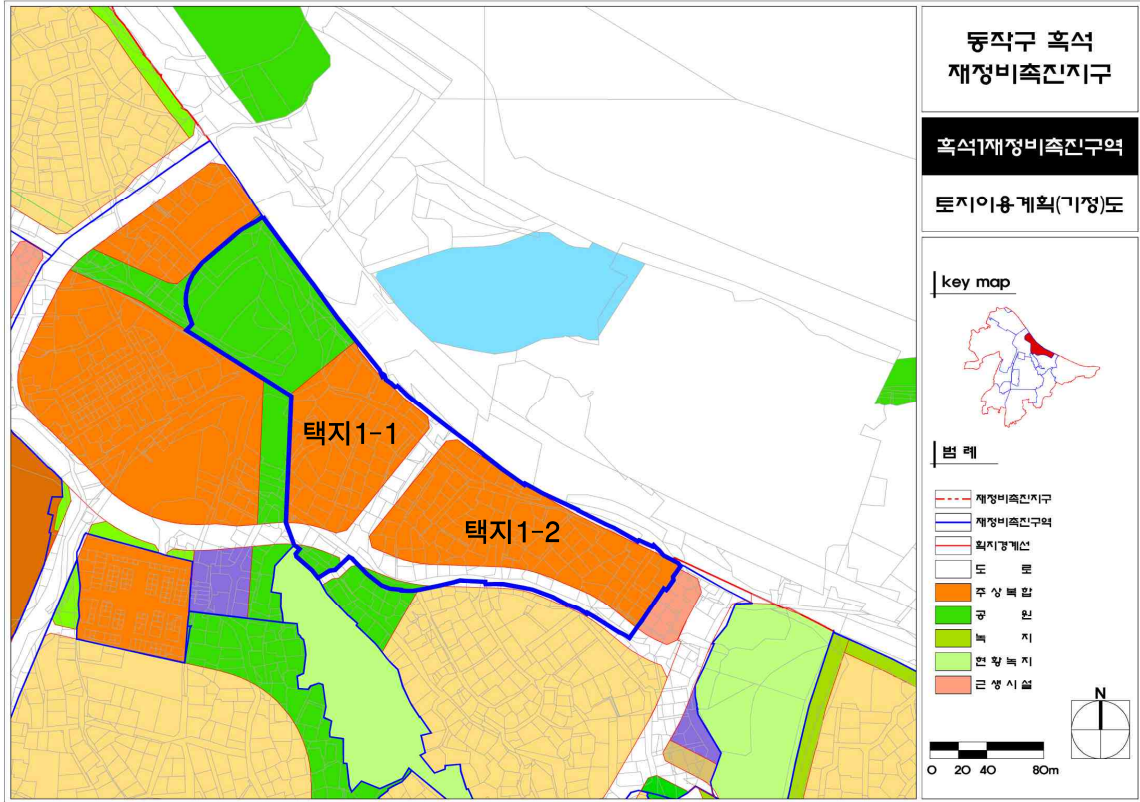 동작구 흑석
재정비촉진지구
흑석1재정비촉진구역
토지이용계획(기정)도
key map
범 례
재정비촉진지구
재정비촉진구역
획지경계선
도 로
주상복합
공 원
녹 지
현황녹지
근생시설
N
0 20 40 80m
택지1-1
택지1-2